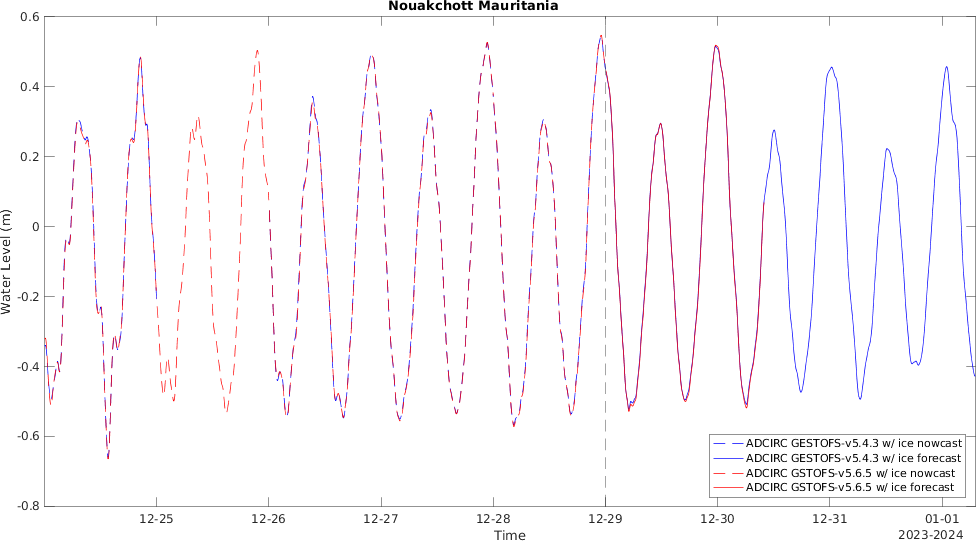 Nouakchott Mauritania
0.6
0.4
0.2
0
-0.2
-0.4
-0.6
-0.8
Water Level (m)
12-25
12-26
12-27
12-28
12-29
12-30
12-31
01-01
Time
2023-2024
ADCIRC GESTOFS-v5.4.3 w/ ice nowcast
ADCIRC GESTOFS-v5.4.3 w/ ice forecast
ADCIRC GSTOFS-v5.6.5 w/ ice nowcast
ADCIRC GSTOFS-v5.6.5 w/ ice forecast